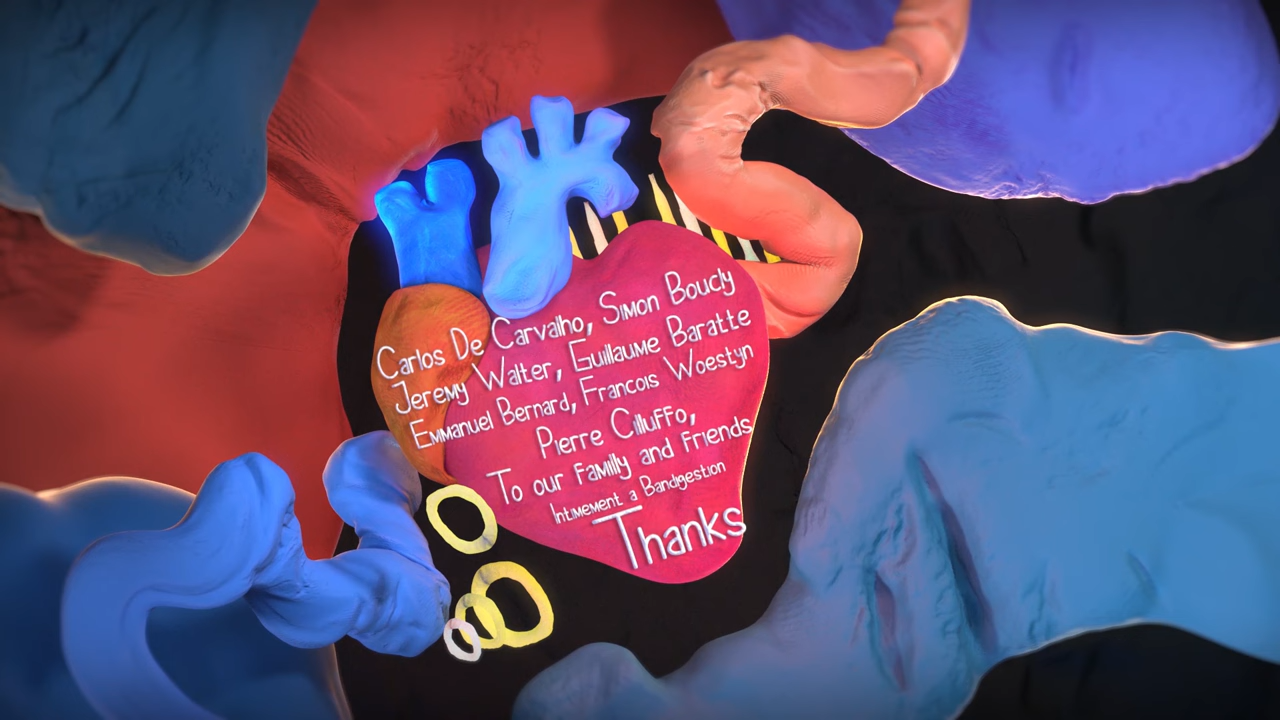 Carlos De Carvalho, Simon Boucly
Jeremy Walter, Guillaume Baratte
Emmanuel Bernard, Francois Woestyn
Pierre Cilluffo,
To our Familly and Friends
Intimement a Bandigestion
Thanks